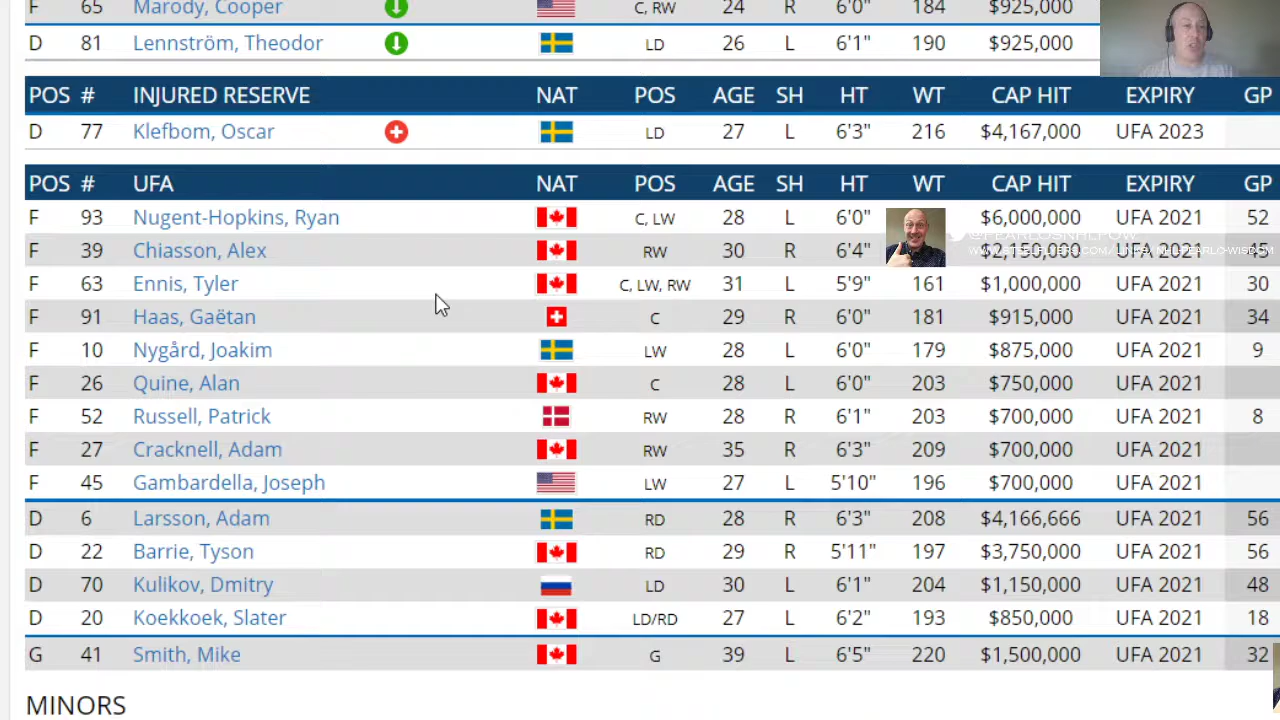 F 65 Marody, Cooper C, RW 24 R 6'0" 184 $925,000
D 81 Lennström, Theodor LD 26 L 6'1" 190 $925,000
POS # INJURED RESERVE NAT POS AGE SH HT WT CAP HIT EXPIRY GP
D 77 Klefbom, Oscar LD 27 L 6'3" 216 $4,167,000 UFA 2023
POS # UFA NAT POS AGE SH HT WT CAP HIT EXPIRY GP
F 93 Nugent-Hopkins, Ryan C, LW 28 L 6'0" $6,000,000 UFA 2021 52
@FEARLOSNHLPOW
F 39 Chiasson, Alex RW 30 R 6'4" $2,150,000 UFA 2021 45
F 63 Ennis, Tyler C, LW, RW 31 L 5'9" 161 $1,000,000 UFA 2021 30
F 91 Haas, Gaëtan C 29 R 6'0" 181 $915,000 UFA 2021 34
F 10 Nygård, Joakim LW 28 L 6'0" 179 $875,000 UFA 2021 9
F 26 Quine, Alan C 28 L 6'0" 203 $750,000 UFA 2021
F 52 Russell, Patrick RW 28 R 6'1" 203 $700,000 UFA 2021 8
F 27 Cracknell, Adam RW 35 R 6'3" 209 $700,000 UFA 2021
F 45 Gambardella, Joseph LW 27 L 5'10" 196 $700,000 UFA 2021
D 6 Larsson, Adam RD 28 R 6'3" 208 $4,166,666 UFA 2021 56
D 22 Barrie, Tyson RD 29 R 5'11" 197 $3,750,000 UFA 2021 56
D 70 Kulikov, Dmitry LD 30 L 6'1" 204 $1,150,000 UFA 2021 48
D 20 Koekkoek, Slater LD/RD 27 L 6'2" 193 $850,000 UFA 2021 18
G 41 Smith, Mike G 39 L 6'5" 220 $1,500,000 UFA 2021 32
MINORS